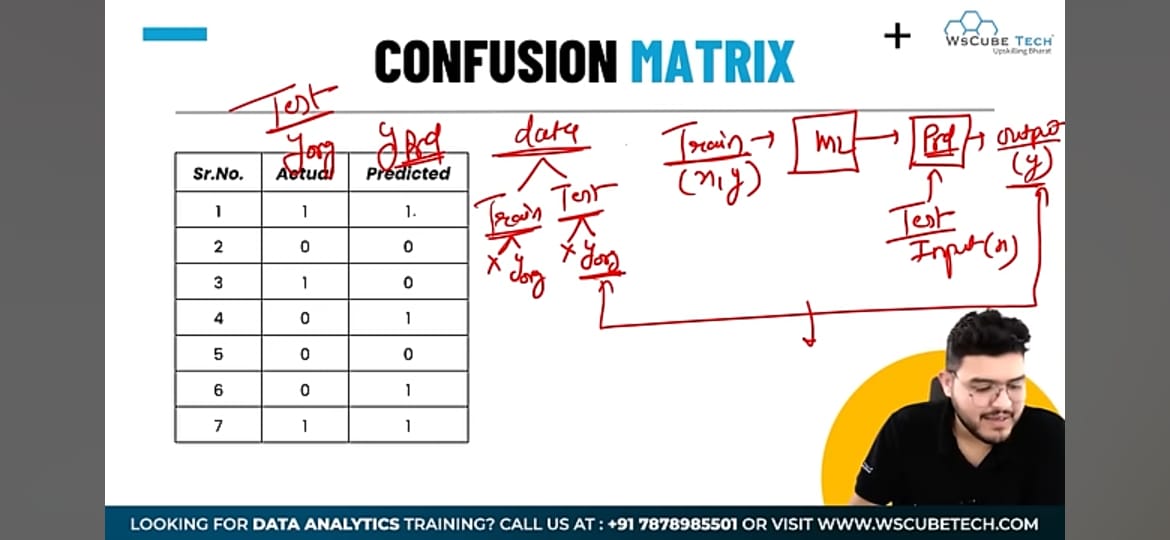 WsCube Tech
Upskilling Bharat
CONFUSION MATRIX
Test
Yorg Ypred
Sr.No. Actual Predicted
1 1 1.
2 0 0
3 1 0
4 0 1
5 0 0
6 0 1
7 1 1
data
Train Test
x yorg x yorg
Train
(x, y)
ML
Prd
output
(y)
Test
Input (x)
LOOKING FOR DATA ANALYTICS TRAINING? CALL US AT : +91 7878985501 OR VISIT WWW.WSCUBETECH.COM